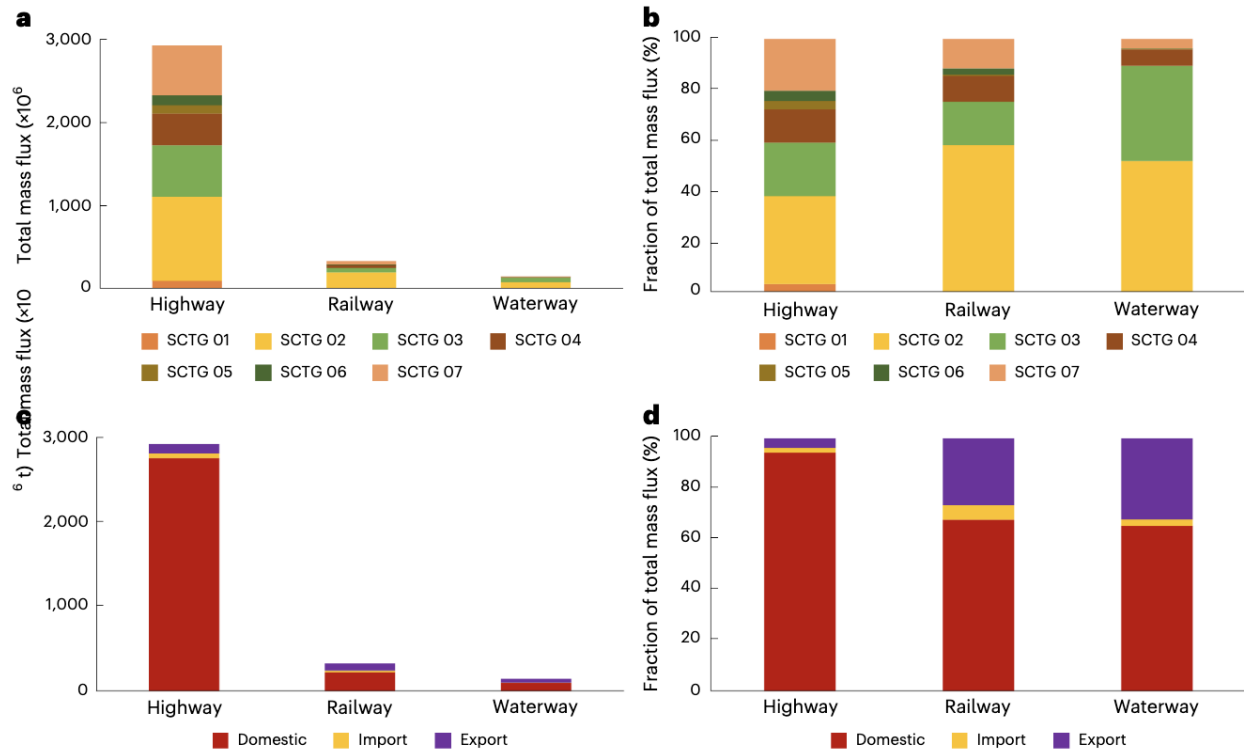 a
Total mass flux (×10⁶
3,000
2,000
1,000
0
Highway Railway Waterway
SCTG 01 SCTG 02 SCTG 03 SCTG 04
SCTG 05 SCTG 06 SCTG 07
b
Fraction of total mass flux (%)
100
80
60
40
20
0
Highway Railway Waterway
SCTG 01 SCTG 02 SCTG 03 SCTG 04
SCTG 05 SCTG 06 SCTG 07
c
⁶ t) Total mass flux (×10
3,000
2,000
1,000
0
Highway Railway Waterway
Domestic Import Export
d
Fraction of total mass flux (%)
100
80
60
40
20
0
Highway Railway Waterway
Domestic Import Export